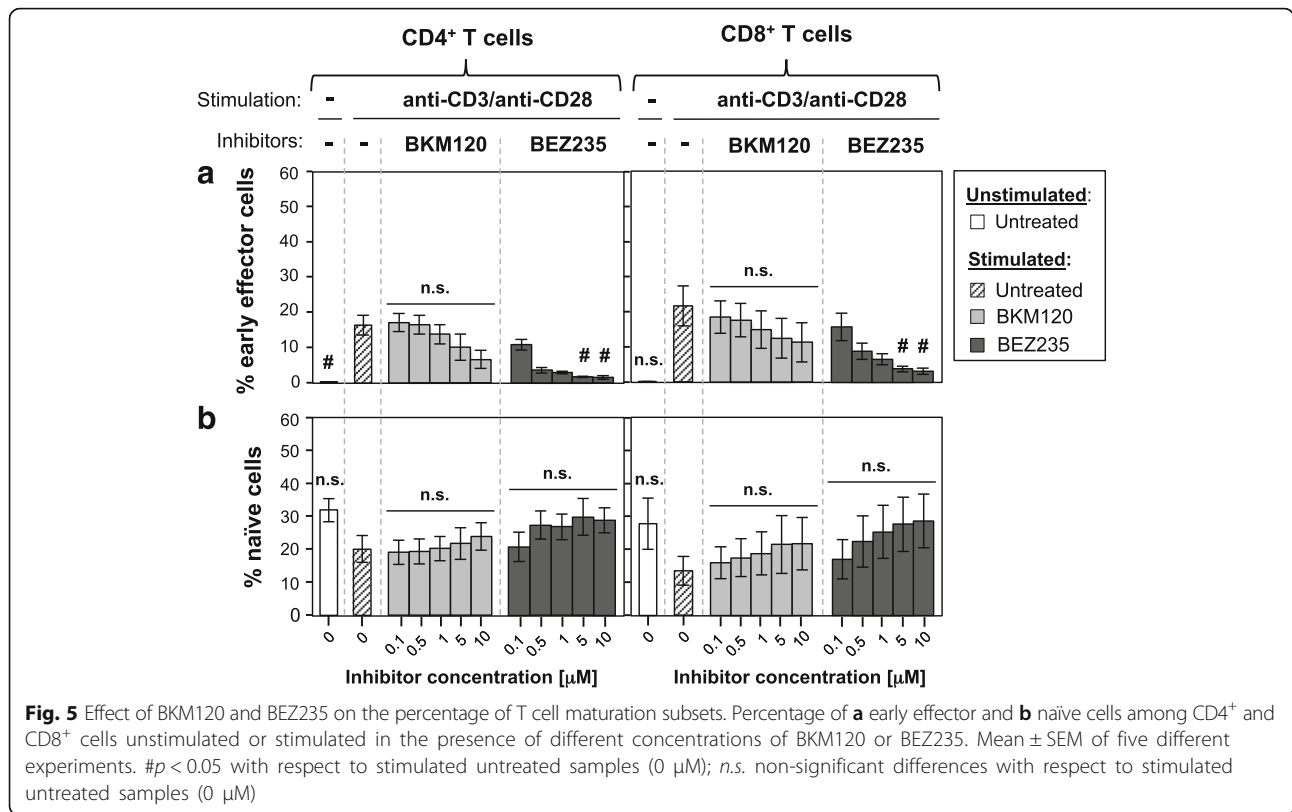 CD4⁺ T cells CD8⁺ T cells
Stimulation: - anti-CD3/anti-CD28 - anti-CD3/anti-CD28
Inhibitors: - - BKM120 BEZ235 - - BKM120 BEZ235
a
% early effector cells
60
50
40
30
20
10
0
# n.s. # # n.s. n.s. # #
Unstimulated:
Untreated
Stimulated:
Untreated
BKM120
BEZ235
b
% naïve cells
60
50
40
30
20
10
0
n.s. n.s. n.s. n.s. n.s. n.s.
0 0 0.1 0.5 1 5 10 0.1 0.5 1 5 10 0 0 0.1 0.5 1 5 10 0.1 0.5 1 5 10
Inhibitor concentration [µM] Inhibitor concentration [µM]
Fig. 5 Effect of BKM120 and BEZ235 on the percentage of T cell maturation subsets. Percentage of a early effector and b naïve cells among CD4⁺ and
CD8⁺ cells unstimulated or stimulated in the presence of different concentrations of BKM120 or BEZ235. Mean ± SEM of five different
experiments. #p < 0.05 with respect to stimulated untreated samples (0 µM); n.s. non-significant differences with respect to stimulated
untreated samples (0 µM)